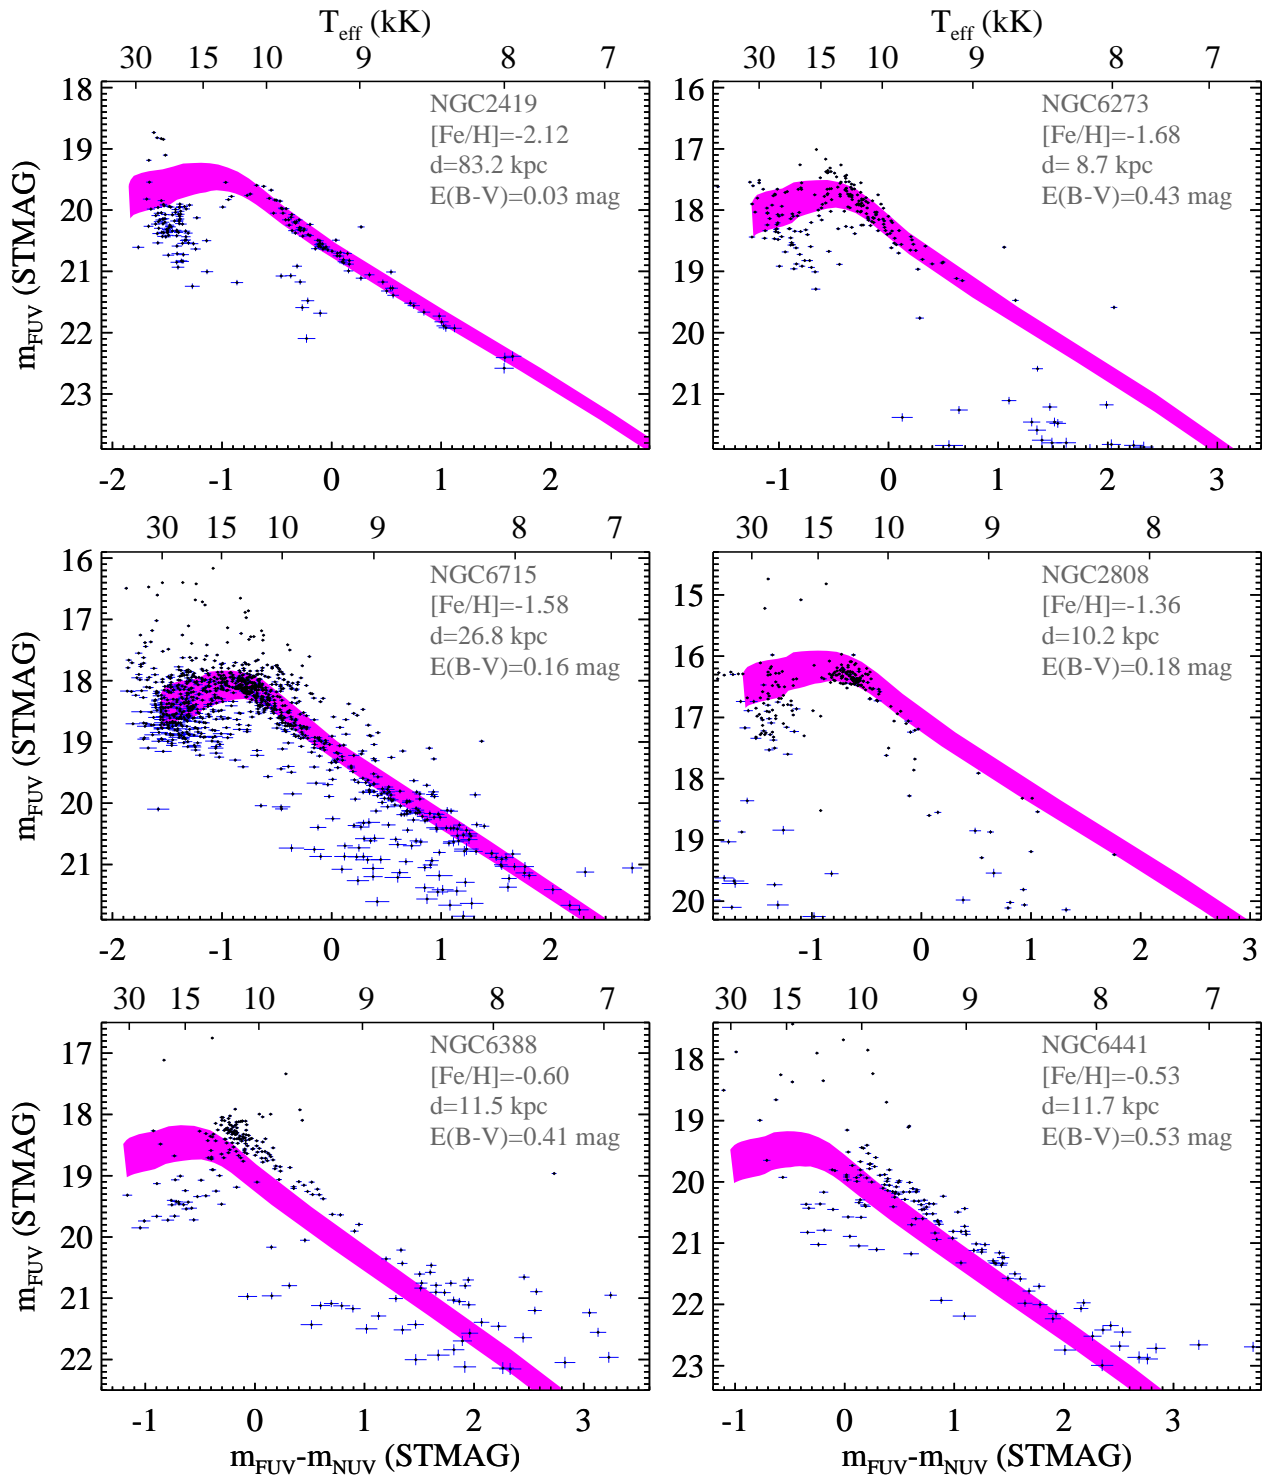 T_eff (kK) T_eff (kK)
30 15 10 9 8 7 30 15 10 9 8 7
18 NGC2419 16 NGC6273
[Fe/H]=-2.12 [Fe/H]=-1.68
19 d=83.2 kpc 17 d= 8.7 kpc
E(B-V)=0.03 mag E(B-V)=0.43 mag
20 18
21 19
22 20
23 21
m_FUV (STMAG) m_FUV (STMAG)
-2 -1 0 1 2 -1 0 1 2 3
30 15 10 9 8 7 30 15 10 9 8
16 NGC6715 NGC2808
[Fe/H]=-1.58 15 [Fe/H]=-1.36
17 d=26.8 kpc d=10.2 kpc
E(B-V)=0.16 mag 16 E(B-V)=0.18 mag
18 17
19 18
20 19
21 20
m_FUV (STMAG) m_FUV (STMAG)
-2 -1 0 1 2 -1 0 1 2 3
30 15 10 9 8 7 30 15 10 9 8 7
17 NGC6388 18 NGC6441
[Fe/H]=-0.60 [Fe/H]=-0.53
18 d=11.5 kpc 19 d=11.7 kpc
E(B-V)=0.41 mag E(B-V)=0.53 mag
19 20
20 21
21 22
22 23
m_FUV (STMAG) m_FUV (STMAG)
-1 0 1 2 3 -1 0 1 2 3
m_FUV-m_NUV (STMAG) m_FUV-m_NUV (STMAG)